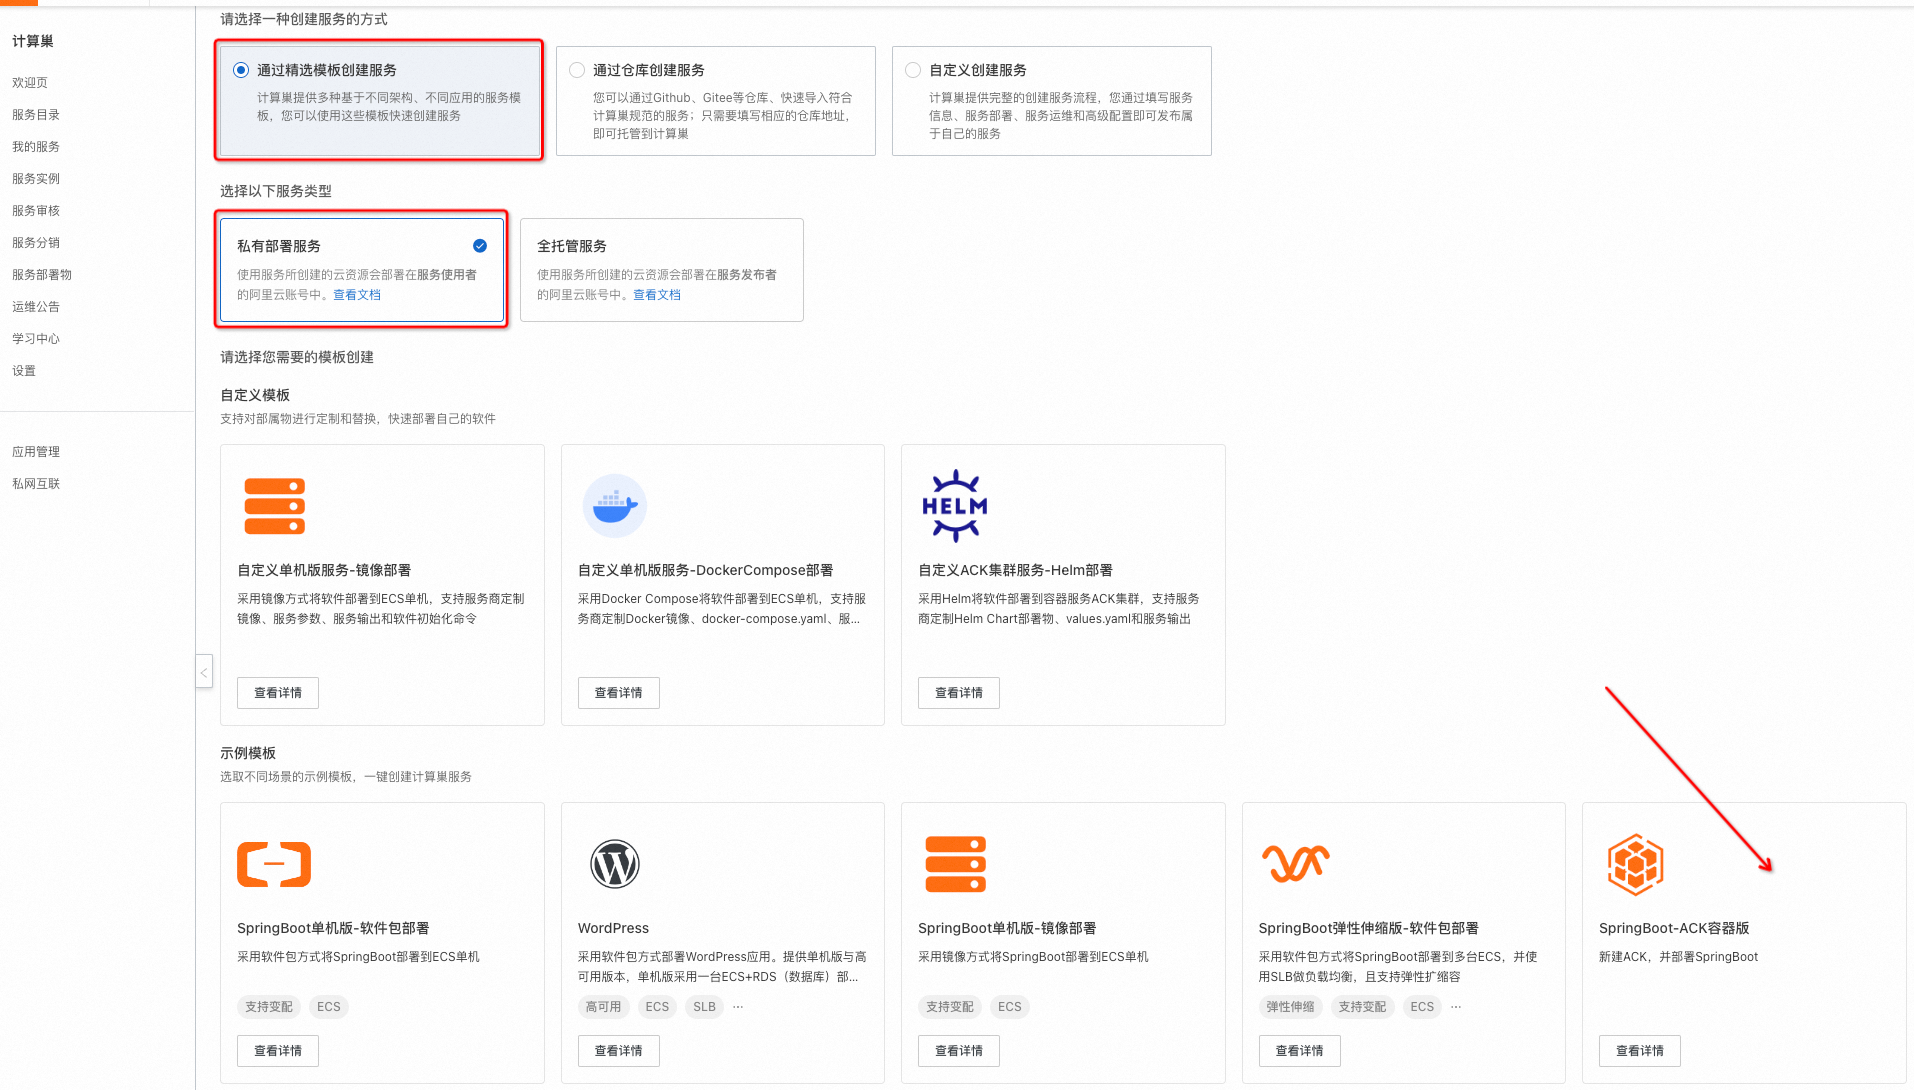 请选择一种创建服务的方式
计算巢
欢迎页
服务目录
我的服务
服务实例
服务审核
服务分销
服务部署物
运维公告
学习中心
设置
应用管理
私网互联
通过精选模板创建服务
计算巢提供多种基于不同架构、不同应用的服务模
板，您可以使用这些模板快速创建服务
通过仓库创建服务
您可以通过Github、Gitee等仓库、快速导入符合
计算巢规范的服务；只需要填写相应的仓库地址，
即可托管到计算巢
自定义创建服务
计算巢提供完整的创建服务流程，您通过填写服务
信息、服务部署、服务运维和高级配置即可发布属
于自己的服务
选择以下服务类型
私有部署服务
使用服务所创建的云资源会部署在服务使用者
的阿里云账号中。查看文档
全托管服务
使用服务所创建的云资源会部署在服务发布者
的阿里云账号中。查看文档
请选择您需要的模板创建
自定义模板
支持对部属物进行定制和替换，快速部署自己的软件
自定义单机版服务-镜像部署
采用镜像方式将软件部署到ECS单机，支持服务商定制
镜像、服务参数、服务输出和软件初始化命令
查看详情
自定义单机版服务-DockerCompose部署
采用Docker Compose将软件部署到ECS单机，支持服
务商定制Docker镜像、docker-compose.yaml、服...
查看详情
HELM
自定义ACK集群服务-Helm部署
采用Helm将软件部署到容器服务ACK集群，支持服务
商定制Helm Chart部署物、values.yaml和服务输出
查看详情
示例模板
选取不同场景的示例模板，一键创建计算巢服务
SpringBoot单机版-软件包部署
采用软件包方式将SpringBoot部署到ECS单机
支持变配 ECS
查看详情
WordPress
采用软件包方式部署WordPress应用。提供单机版与高
可用版本，单机版采用一台ECS+RDS（数据库）部...
高可用 ECS SLB ...
查看详情
SpringBoot单机版-镜像部署
采用镜像方式将SpringBoot部署到ECS单机
支持变配 ECS
查看详情
SpringBoot弹性伸缩版-软件包部署
采用软件包方式将SpringBoot部署到多台ECS，并使
用SLB做负载均衡，且支持弹性扩缩容
弹性伸缩 支持变配 ECS ...
查看详情
SpringBoot-ACK容器版
新建ACK，并部署SpringBoot
查看详情